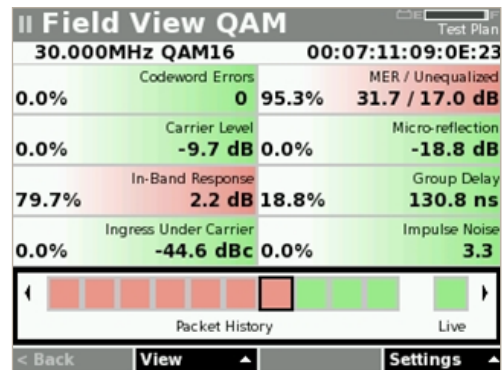 Field View QAM
E F
Test Plan
30.000MHz QAM16 00:07:11:09:0E:23
Codeword Errors
0.0% 0
MER / Unequalized
95.3% 31.7 / 17.0 dB
Carrier Level
0.0% -9.7 dB
Micro-reflection
0.0% -18.8 dB
In-Band Response
79.7% 2.2 dB
Group Delay
18.8% 130.8 ns
Ingress Under Carrier
0.0% -44.6 dBc
Impulse Noise
0.0% 3.3
Packet History Live
< Back View Settings